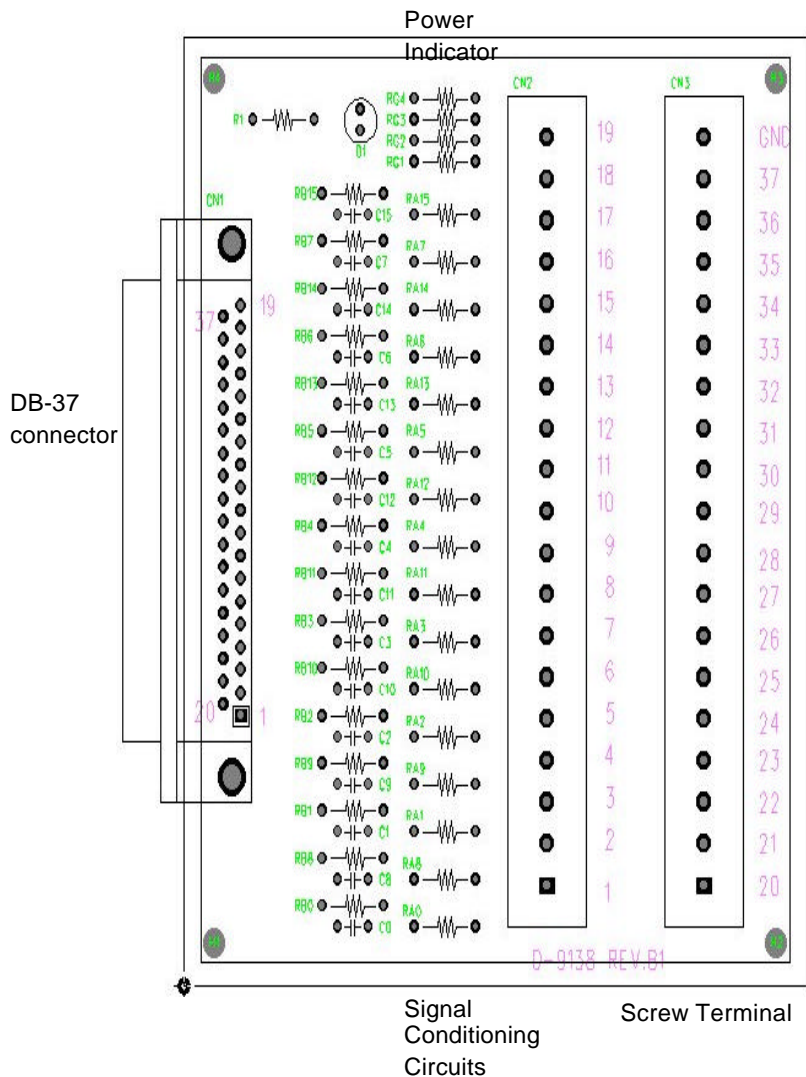 Power
Indicator
H4
CN2
CN3
H3
RG4
RG3
RG2
RG1
R1
D1
19
GND
18
37
17
36
16
35
15
34
14
33
13
32
12
31
11
30
10
29
9
28
8
27
7
26
6
25
5
24
4
23
3
22
2
21
1
20
CN1
37
19
20
1
DB-37
connector
RB15
C15
RA15
RB7
C7
RA7
RB14
C14
RA14
RB6
C6
RA6
RB13
C13
RA13
RB5
C5
RA5
RB12
C12
RA12
RB4
C4
RA4
RB11
C11
RA11
RB3
C3
RA3
RB10
C10
RA10
RB2
C2
RA2
RB9
C9
RA9
RB1
C1
RA1
RB8
C8
RA8
RB0
C0
RA0
H1
H2
D-9138 REV.B1
Signal
Conditioning
Circuits
Screw Terminal